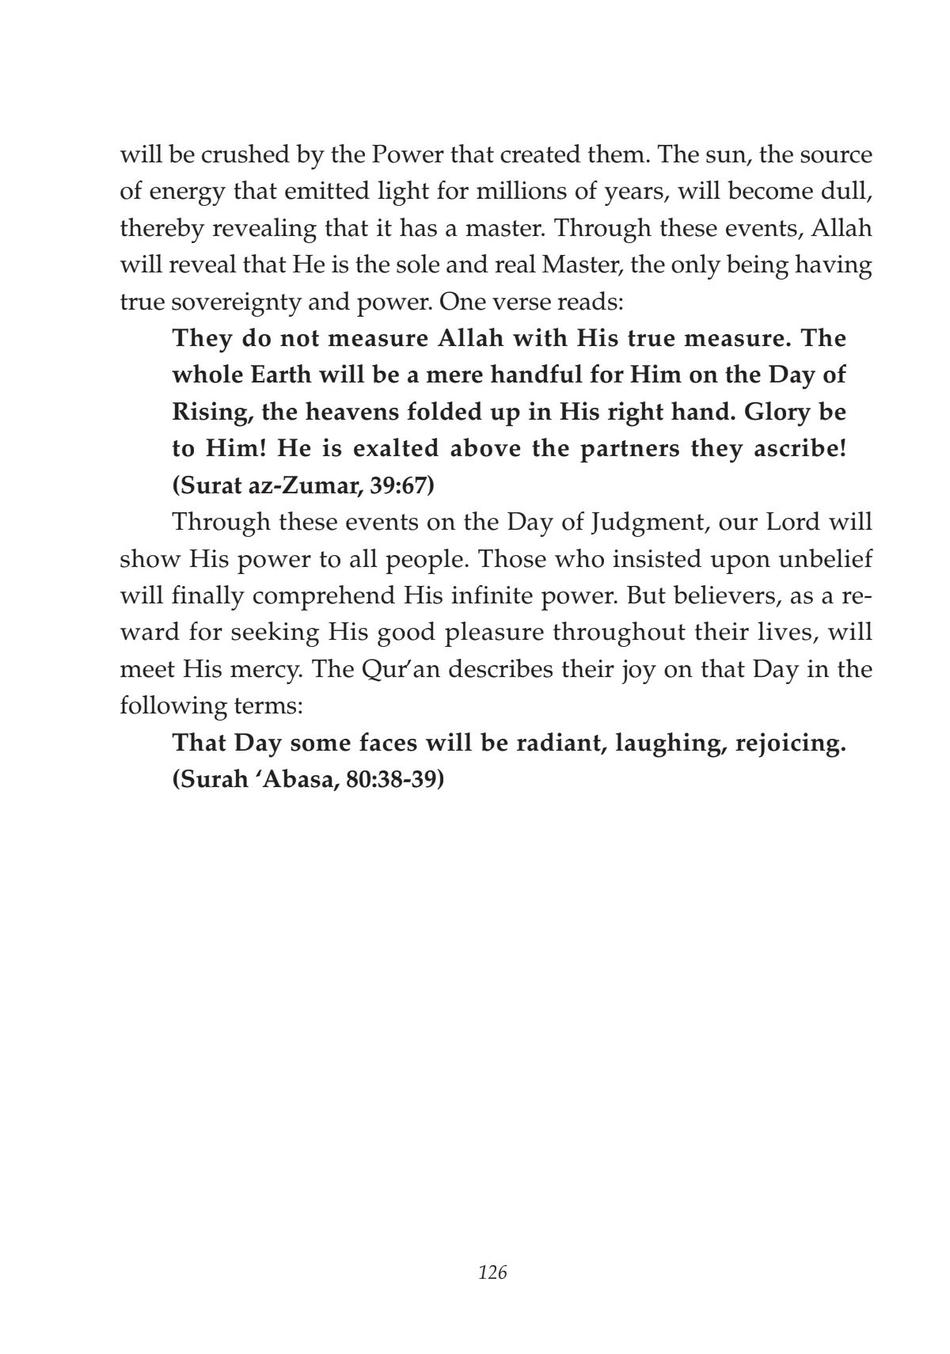 will be crushed by the Power that created them. The sun, the source
of energy that emitted light for millions of years, will become dull,
thereby revealing that it has a master. Through these events, Allah
will reveal that He is the sole and real Master, the only being having
true sovereignty and power. One verse reads:
They do not measure Allah with His true measure. The
whole Earth will be a mere handful for Him on the Day of
Rising, the heavens folded up in His right hand. Glory be
to Him! He is exalted above the partners they ascribe!
(Surat az-Zumar, 39:67)
Through these events on the Day of Judgment, our Lord will
show His power to all people. Those who insisted upon unbelief
will finally comprehend His infinite power. But believers, as a re-
ward for seeking His good pleasure throughout their lives, will
meet His mercy. The Qur’an describes their joy on that Day in the
following terms:
That Day some faces will be radiant, laughing, rejoicing.
(Surah ‘Abasa, 80:38-39)
126